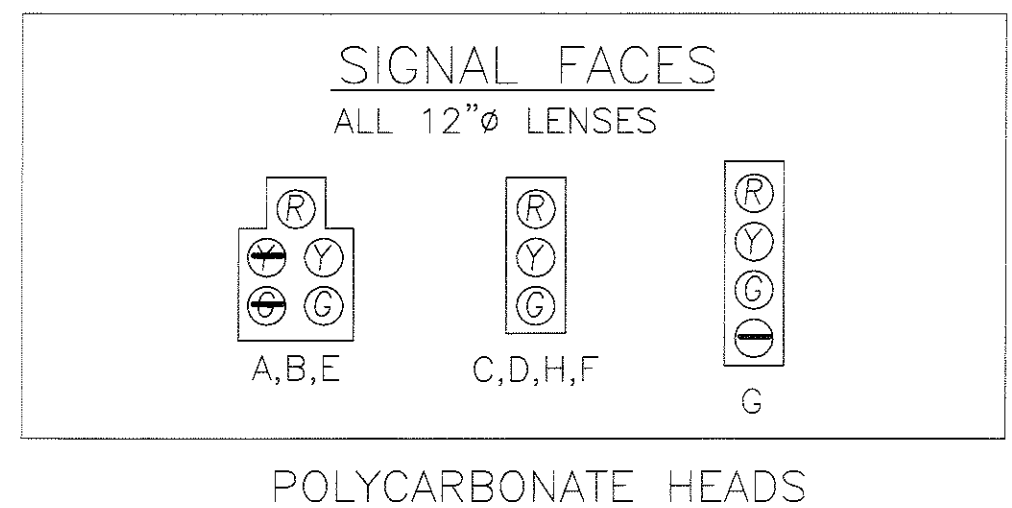 SIGNAL FACES
ALL 12"ø LENSES
R
Y Y
G G
A,B,E
R
Y
G
C,D,H,F
R
Y
G
G
POLYCARBONATE HEADS